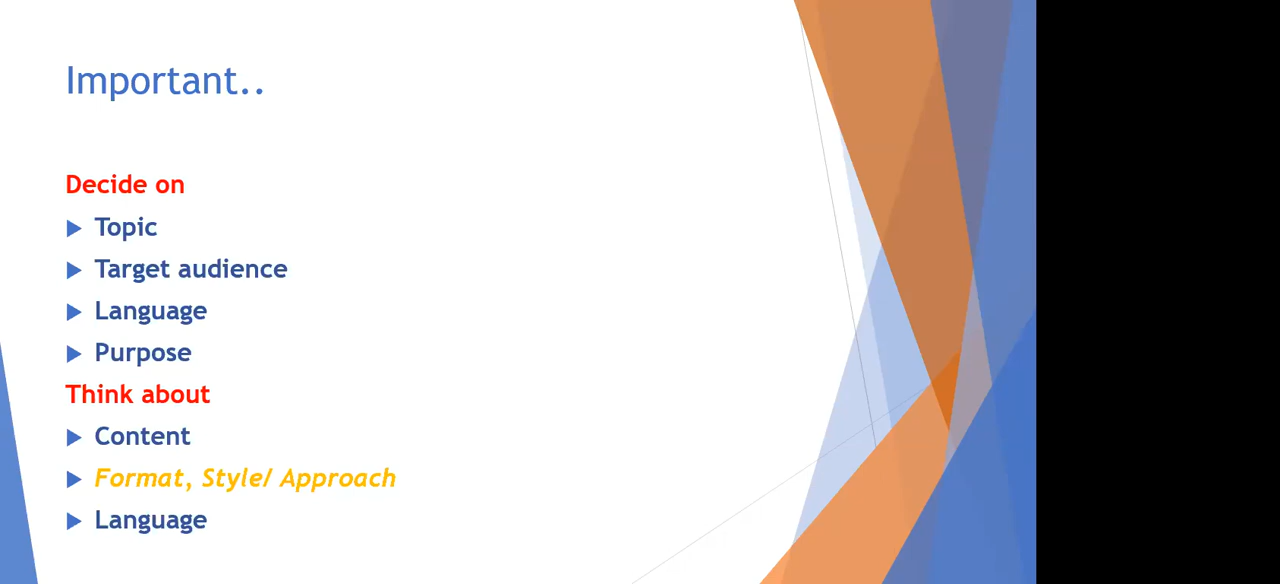 Important..
Decide on
Topic
Target audience
Language
Purpose
Think about
Content
Format, Style/ Approach
Language